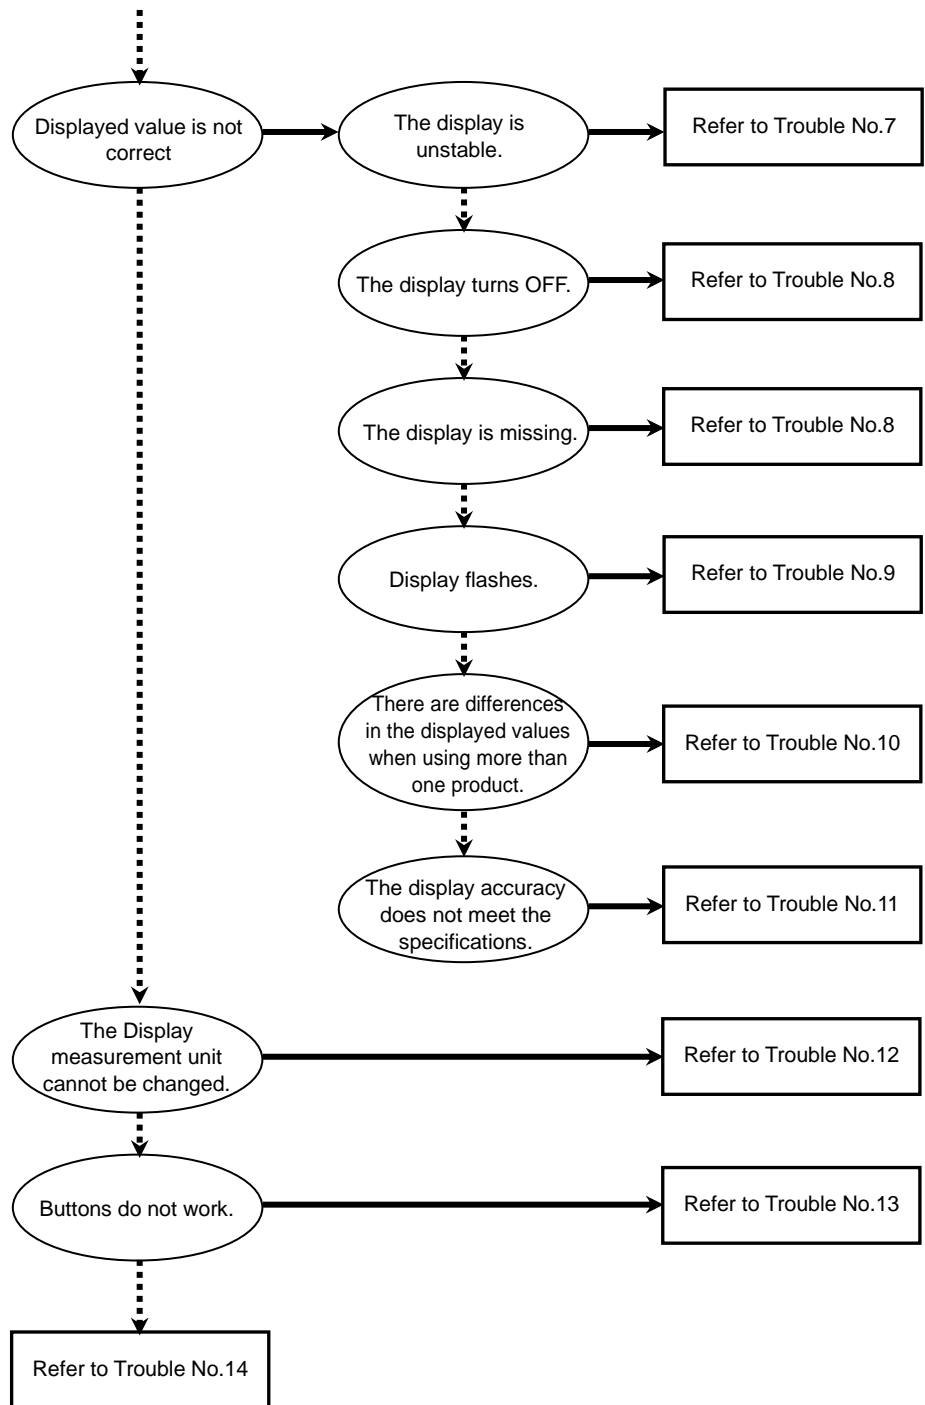 Displayed value is not
correct
The display is
unstable.
Refer to Trouble No.7
The display turns OFF.
Refer to Trouble No.8
The display is missing.
Refer to Trouble No.8
Display flashes.
Refer to Trouble No.9
There are differences
in the displayed values
when using more than
one product.
Refer to Trouble No.10
The display accuracy
does not meet the
specifications.
Refer to Trouble No.11
The Display
measurement unit
cannot be changed.
Refer to Trouble No.12
Buttons do not work.
Refer to Trouble No.13
Refer to Trouble No.14